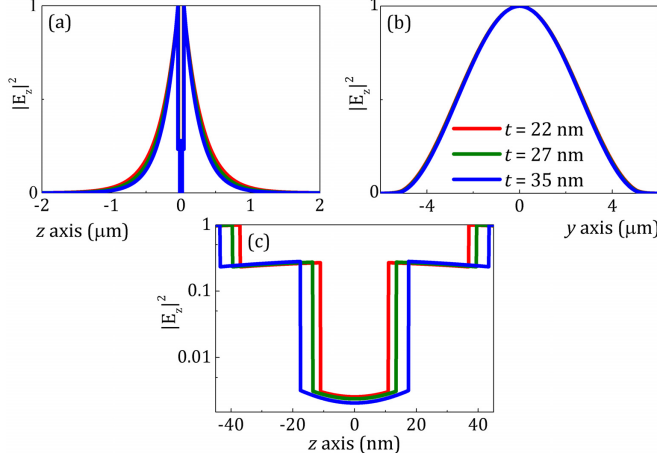 (a)
|E_z|^2
1
0
-2
-1
0
1
2
z axis (μm)
(b)
|E_z|^2
1
0
-4
0
4
y axis (μm)
t = 22 nm
t = 27 nm
t = 35 nm
(c)
|E_z|^2
1
0.1
0.01
-40
-20
0
20
40
z axis (nm)